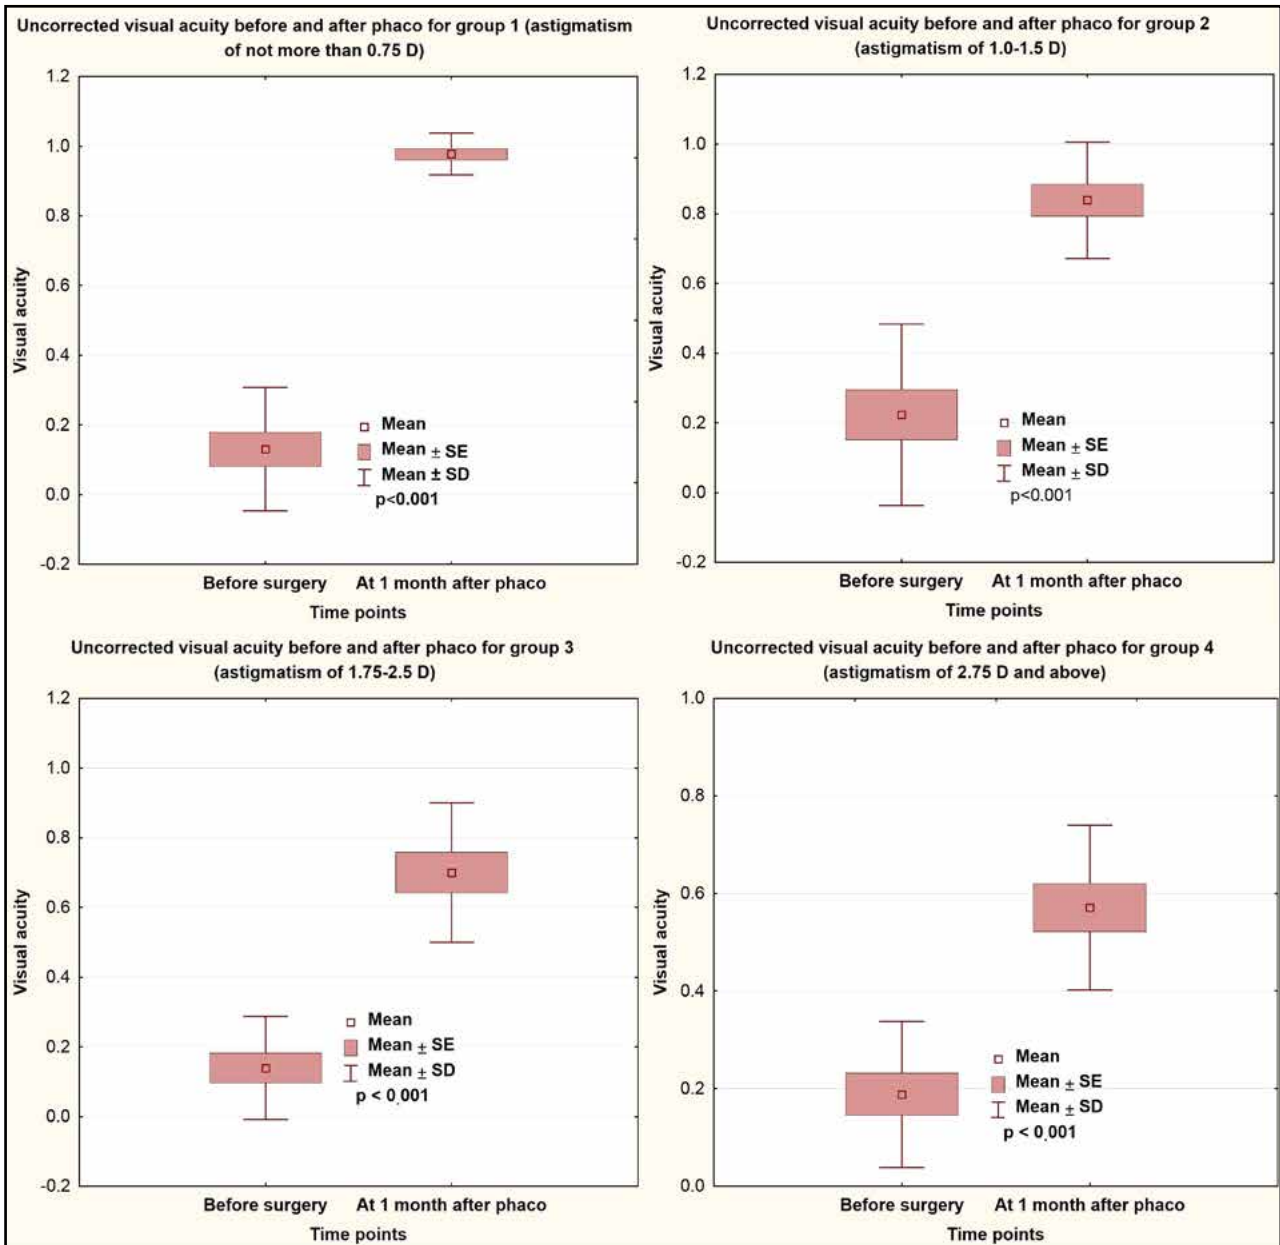 Uncorrected visual acuity before and after phaco for group 1 (astigmatism
of not more than 0.75 D)
1.2
1.0
0.8
0.6
0.4
0.2
0.0
-0.2
Visual acuity
Mean
Mean ± SE
Mean ± SD
p<0.001
Before surgery At 1 month after phaco
Time points
Uncorrected visual acuity before and after phaco for group 2
(astigmatism of 1.0-1.5 D)
1.2
1.0
0.8
0.6
0.4
0.2
0.0
-0.2
Visual acuity
Mean
Mean ± SE
Mean ± SD
p<0.001
Before surgery At 1 month after phaco
Time points
Uncorrected visual acuity before and after phaco for group 3
(astigmatism of 1.75-2.5 D)
1.2
1.0
0.8
0.6
0.4
0.2
0.0
-0.2
Visual acuity
Mean
Mean ± SE
Mean ± SD
p < 0.001
Before surgery At 1 month after phaco
Time points
Uncorrected visual acuity before and after phaco for group 4
(astigmatism of 2.75 D and above)
1.0
0.8
0.6
0.4
0.2
0.0
Visual acuity
Mean
Mean ± SE
Mean ± SD
p < 0.001
Before surgery At 1 month after phaco
Time points